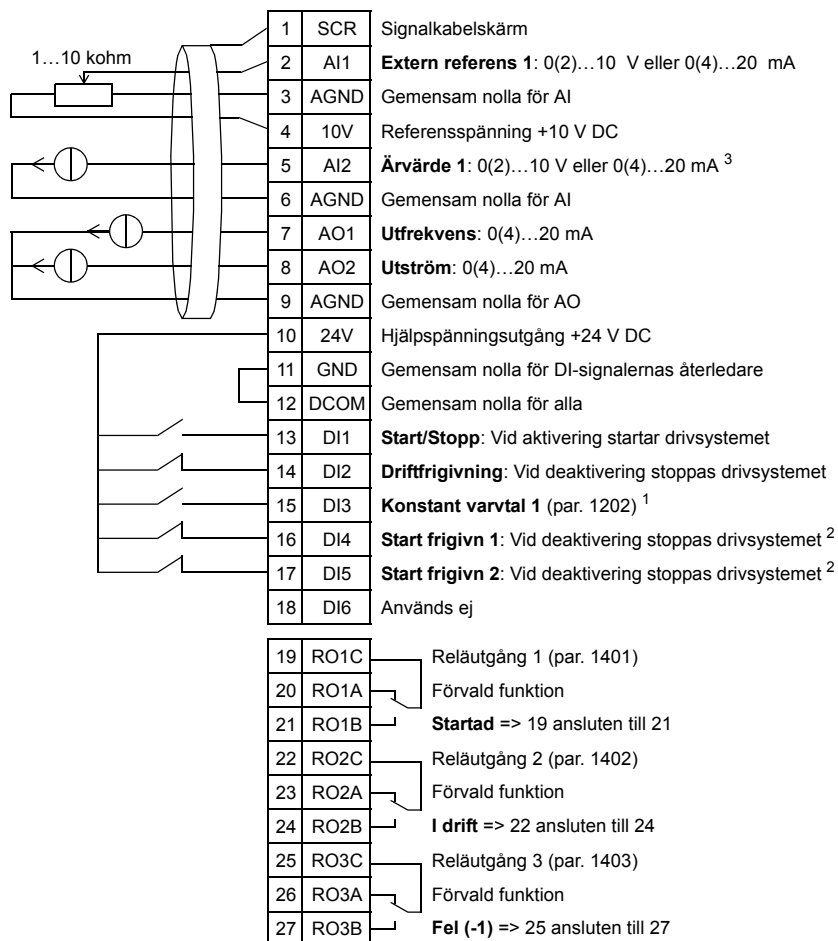 1 SCR Signalkabelskärm
1…10 kohm
2 AI1 Extern referens 1: 0(2)…10 V eller 0(4)…20 mA
3 AGND Gemensam nolla för AI
4 10V Referensspänning +10 V DC
5 AI2 Ärvärde 1: 0(2)…10 V eller 0(4)…20 mA 3
6 AGND Gemensam nolla för AI
7 AO1 Utfrekvens: 0(4)…20 mA
8 AO2 Utström: 0(4)…20 mA
9 AGND Gemensam nolla för AO
10 24V Hjälpspänningsutgång +24 V DC
11 GND Gemensam nolla för DI-signalernas återledare
12 DCOM Gemensam nolla för alla
13 DI1 Start/Stopp: Vid aktivering startar drivsystemet
14 DI2 Driftfrigivning: Vid deaktivering stoppas drivsystemet
15 DI3 Konstant varvtal 1 (par. 1202) 1
16 DI4 Start frigivn 1: Vid deaktivering stoppas drivsystemet 2
17 DI5 Start frigivn 2: Vid deaktivering stoppas drivsystemet 2
18 DI6 Används ej
19 RO1C Reläutgång 1 (par. 1401)
20 RO1A Förvald funktion
21 RO1B Startad => 19 ansluten till 21
22 RO2C Reläutgång 2 (par. 1402)
23 RO2A Förvald funktion
24 RO2B I drift => 22 ansluten till 24
25 RO3C Reläutgång 3 (par. 1403)
26 RO3A Förvald funktion
27 RO3B Fel (-1) => 25 ansluten till 27